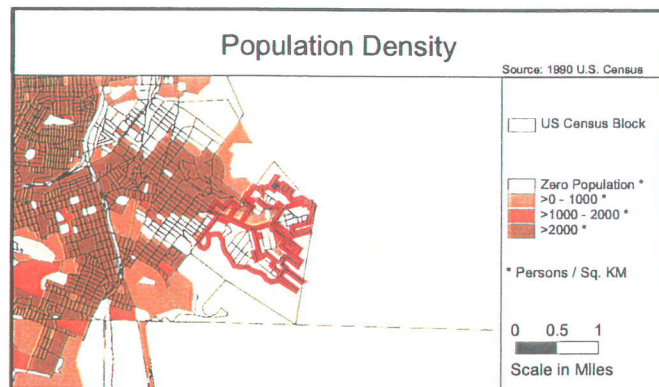 Population Density
Source: 1990 U.S. Census
US Census Block
Zero Population *
>0 - 1000 *
>1000 - 2000 *
>2000 *
* Persons / Sq. KM
0 0.5 1
Scale in Miles